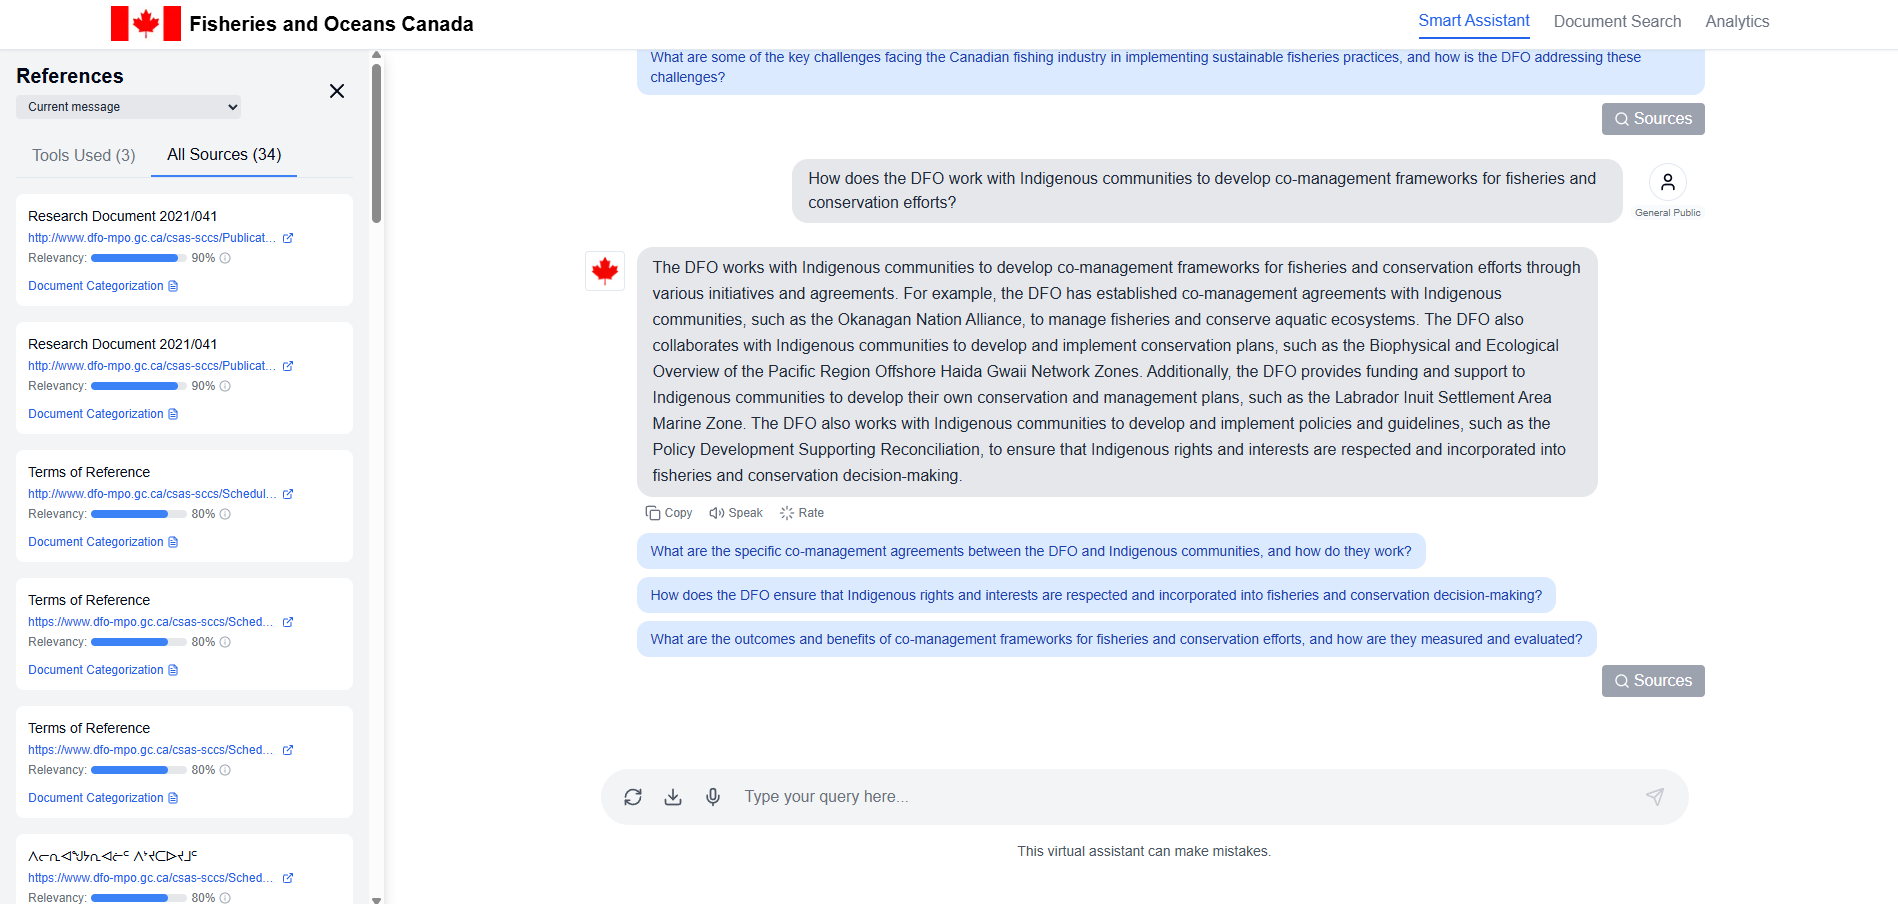 Fisheries and Oceans Canada
Smart Assistant
Document Search
Analytics
References
Current message
Tools Used (3)
All Sources (34)
Research Document 2021/041
http://www.dfo-mpo.gc.ca/csas-sccs/Publicat...
Relevancy: 90%
Document Categorization
Research Document 2021/041
http://www.dfo-mpo.gc.ca/csas-sccs/Publicat...
Relevancy: 90%
Document Categorization
Terms of Reference
http://www.dfo-mpo.gc.ca/csas-sccs/Schedul...
Relevancy: 80%
Document Categorization
Terms of Reference
https://www.dfo-mpo.gc.ca/csas-sccs/Sched...
Relevancy: 80%
Document Categorization
Terms of Reference
https://www.dfo-mpo.gc.ca/csas-sccs/Sched...
Relevancy: 80%
Document Categorization
https://www.dfo-mpo.gc.ca/csas-sccs/Sched...
Relevancy: 80%
What are some of the key challenges facing the Canadian fishing industry in implementing sustainable fisheries practices, and how is the DFO addressing these
challenges?
Sources
How does the DFO work with Indigenous communities to develop co-management frameworks for fisheries and
conservation efforts?
General Public
The DFO works with Indigenous communities to develop co-management frameworks for fisheries and conservation efforts through
various initiatives and agreements. For example, the DFO has established co-management agreements with Indigenous
communities, such as the Okanagan Nation Alliance, to manage fisheries and conserve aquatic ecosystems. The DFO also
collaborates with Indigenous communities to develop and implement conservation plans, such as the Biophysical and Ecological
Overview of the Pacific Region Offshore Haida Gwaii Network Zones. Additionally, the DFO provides funding and support to
Indigenous communities to develop their own conservation and management plans, such as the Labrador Inuit Settlement Area
Marine Zone. The DFO also works with Indigenous communities to develop and implement policies and guidelines, such as the
Policy Development Supporting Reconciliation, to ensure that Indigenous rights and interests are respected and incorporated into
fisheries and conservation decision-making.
Copy Speak Rate
What are the specific co-management agreements between the DFO and Indigenous communities, and how do they work?
How does the DFO ensure that Indigenous rights and interests are respected and incorporated into fisheries and conservation decision-making?
What are the outcomes and benefits of co-management frameworks for fisheries and conservation efforts, and how are they measured and evaluated?
Sources
Type your query here...
This virtual assistant can make mistakes.